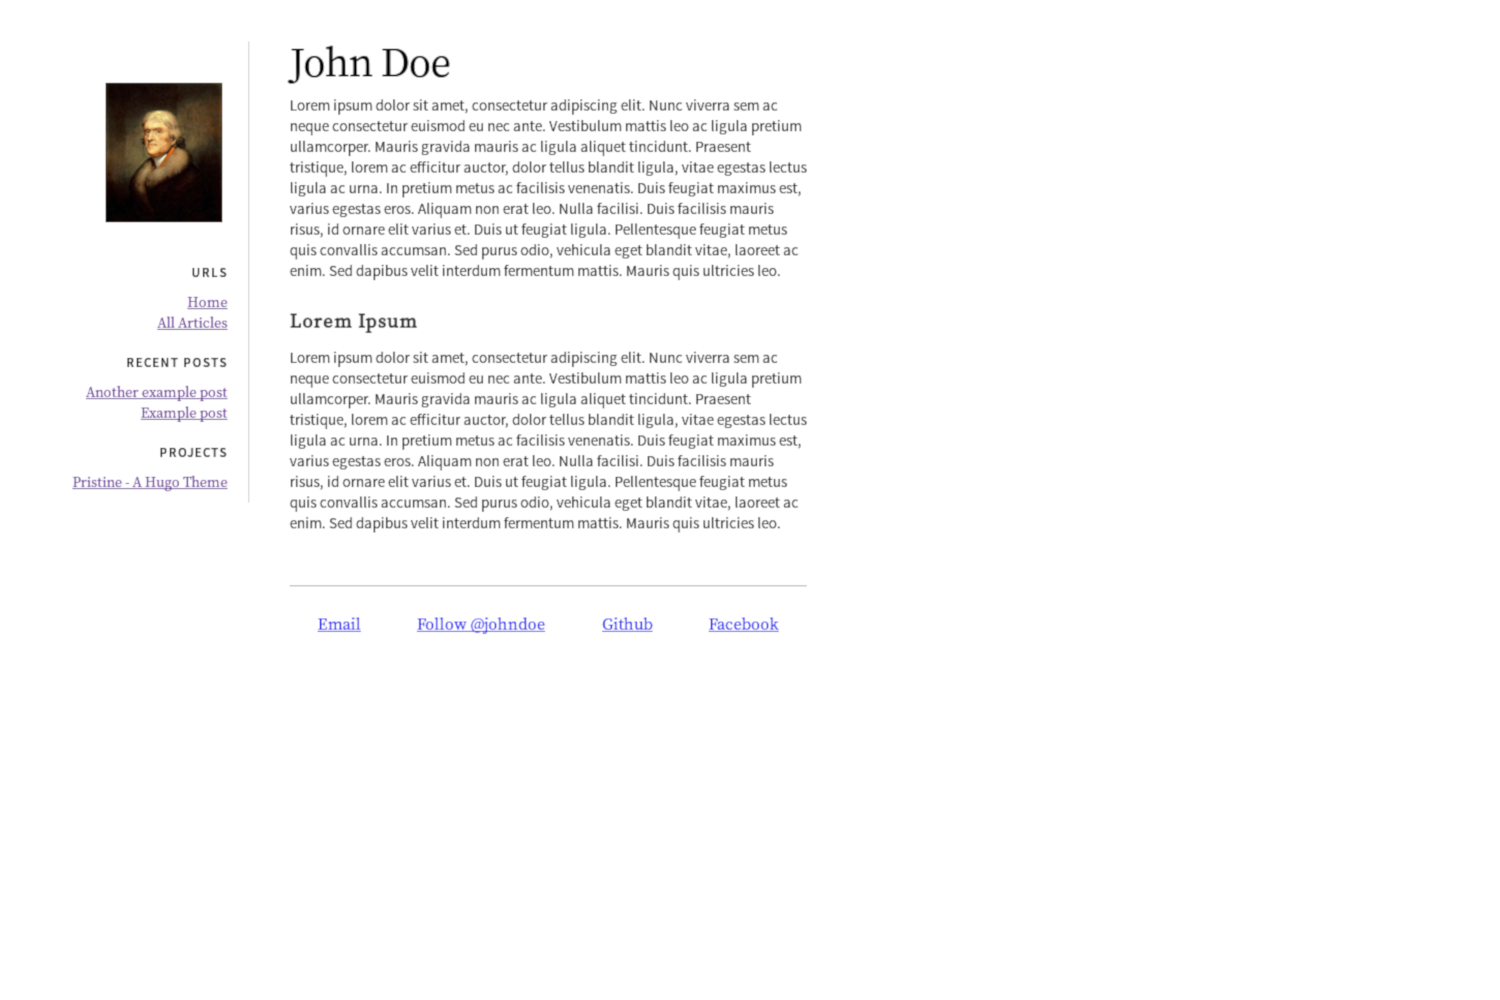 URLS
Home
All Articles
RECENT POSTS
Another example post
Example post
PROJECTS
Pristine - A Hugo Theme
John Doe
Lorem ipsum dolor sit amet, consectetur adipiscing elit. Nunc viverra sem ac
neque consectetur euismod eu nec ante. Vestibulum mattis leo ac ligula pretium
ullamcorper. Mauris gravida mauris ac ligula aliquet tincidunt. Praesent
tristique, lorem ac efficitur auctor, dolor tellus blandit ligula, vitae egestas lectus
ligula ac urna. In pretium metus ac facilisis venenatis. Duis feugiat maximus est,
varius egestas eros. Aliquam non erat leo. Nulla facilisi. Duis facilisis mauris
risus, id ornare elit varius et. Duis ut feugiat ligula. Pellentesque feugiat metus
quis convallis accumsan. Sed purus odio, vehicula eget blandit vitae, laoreet ac
enim. Sed dapibus velit interdum fermentum mattis. Mauris quis ultricies leo.
Lorem Ipsum
Lorem ipsum dolor sit amet, consectetur adipiscing elit. Nunc viverra sem ac
neque consectetur euismod eu nec ante. Vestibulum mattis leo ac ligula pretium
ullamcorper. Mauris gravida mauris ac ligula aliquet tincidunt. Praesent
tristique, lorem ac efficitur auctor, dolor tellus blandit ligula, vitae egestas lectus
ligula ac urna. In pretium metus ac facilisis venenatis. Duis feugiat maximus est,
varius egestas eros. Aliquam non erat leo. Nulla facilisi. Duis facilisis mauris
risus, id ornare elit varius et. Duis ut feugiat ligula. Pellentesque feugiat metus
quis convallis accumsan. Sed purus odio, vehicula eget blandit vitae, laoreet ac
enim. Sed dapibus velit interdum fermentum mattis. Mauris quis ultricies leo.
Email Follow @johndoe Github Facebook